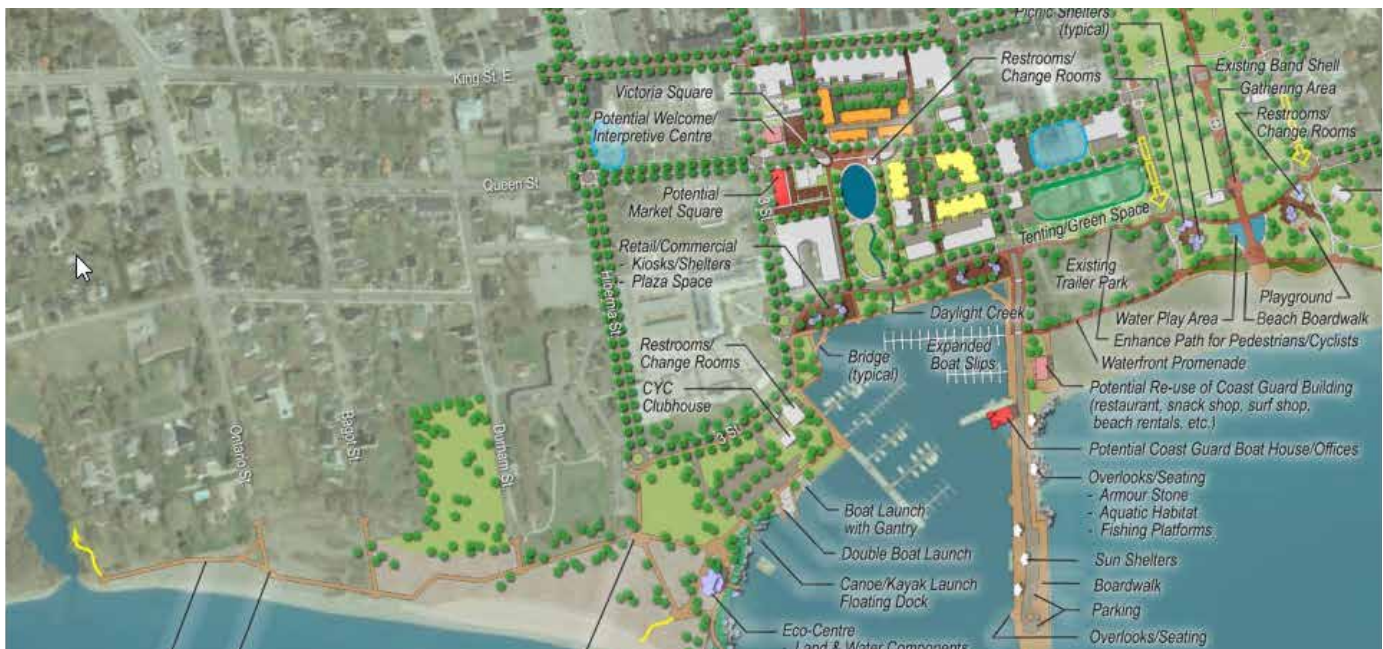 Picnic Shelters
(typical)
King St. E.
Restrooms/
Change Rooms
Existing Band Shell
Victoria Square
Gathering Area
Potential Welcome/
Interpretive Centre
Restrooms/
Change Rooms
Queen St
Potential
Market Square
3 St.
Tenting/Green Space
Retail/Commercial
- Kiosks/Shelters
- Plaza Space
Hibernia St.
Existing
Trailer Park
Playground
Daylight Creek
Water Play Area
Beach Boardwalk
Restrooms/
Change Rooms
Bridge
(typical)
Expanded
Boat Slips
Enhance Path for Pedestrians/Cyclists
Waterfront Promenade
CYC
Clubhouse
Potential Re-use of Coast Guard Building
(restaurant, snack shop, surf shop,
beach rentals, etc.)
3 St.
Ontario St.
Bagot St.
Durham St.
Potential Coast Guard Boat House/Offices
Overlooks/Seating
- Armour Stone
- Aquatic Habitat
- Fishing Platforms
Boat Launch
with Gantry
Double Boat Launch
Sun Shelters
Canoe/Kayak Launch
Floating Dock
Boardwalk
Parking
Eco-Centre
- Land & Water Components
Overlooks/Seating